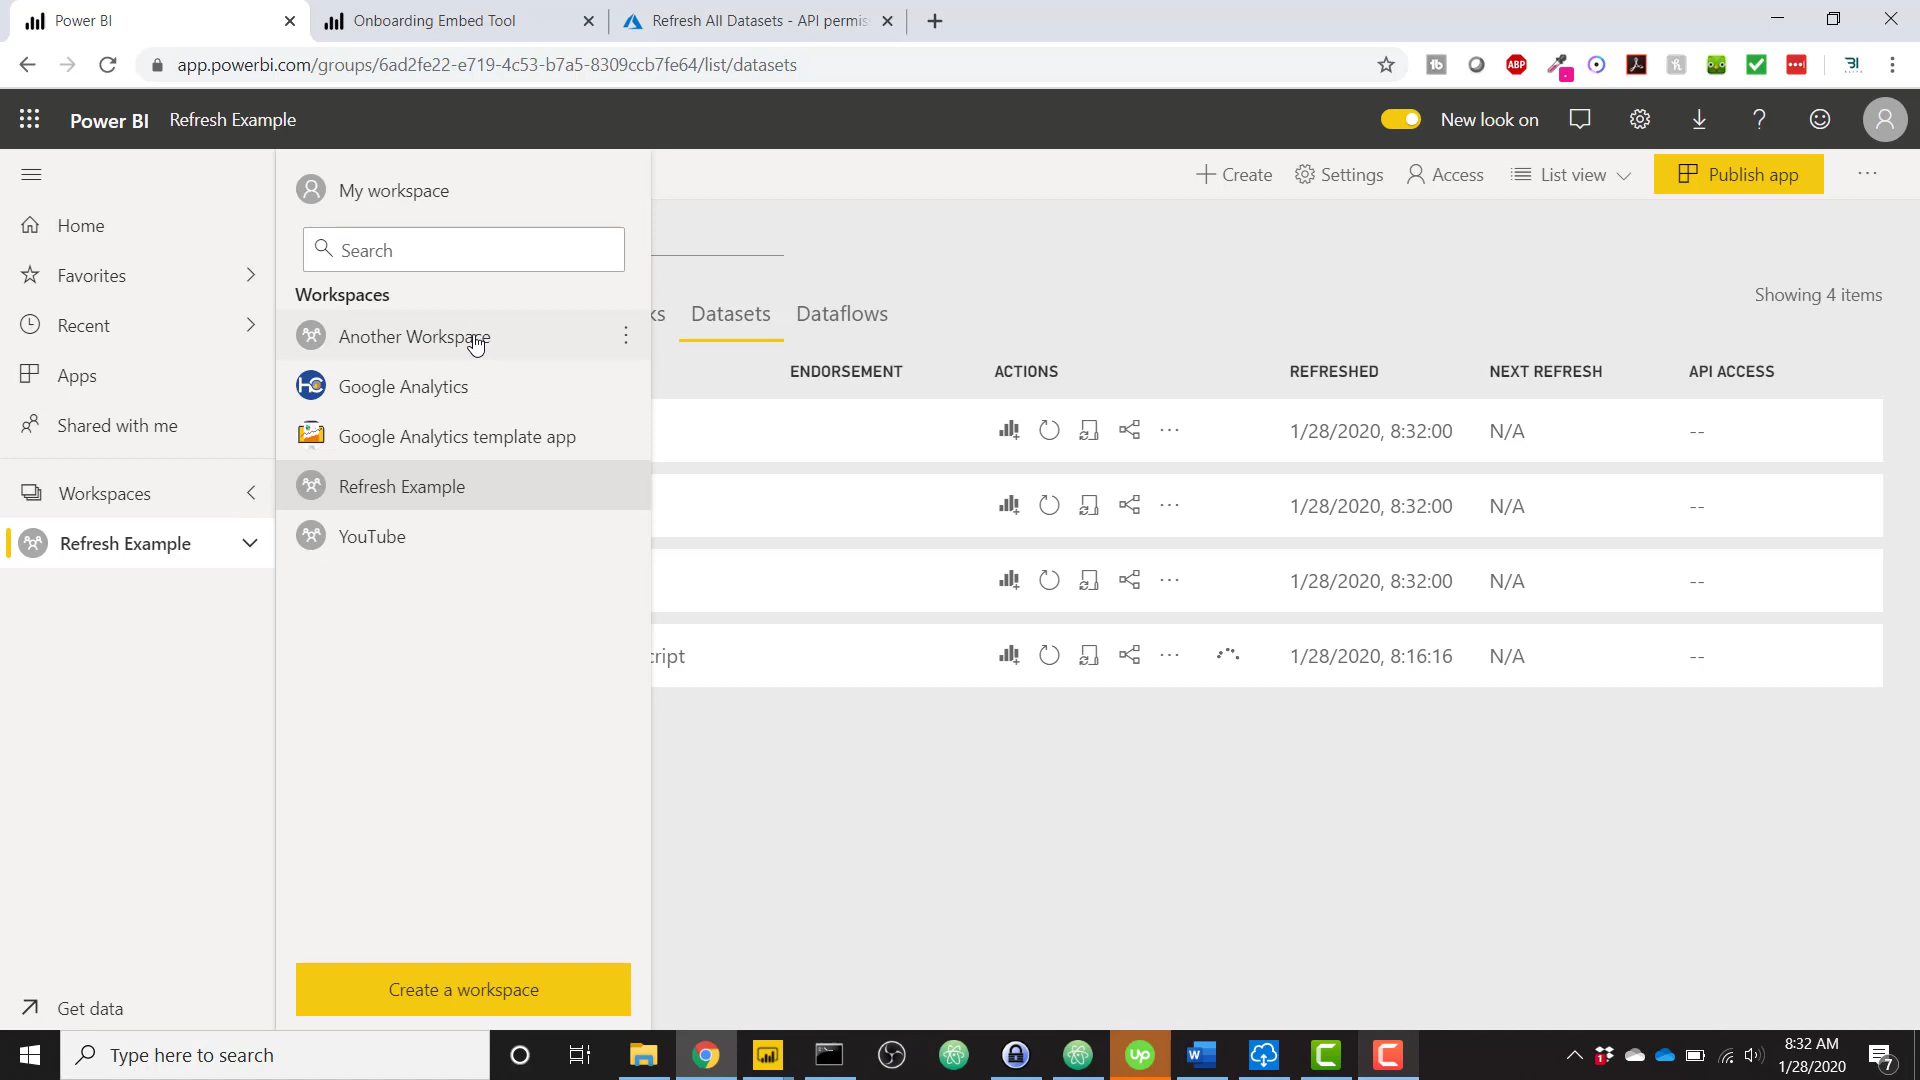 Power BI
Onboarding Embed Tool
Refresh All Datasets - API permis
app.powerbi.com/groups/6ad2fe22-e719-4c53-b7a5-8309ccb7fe64/list/datasets
Power BI Refresh Example
New look on
My workspace
Create
Settings
Access
List view
Publish app
Home
Search
Favorites
Workspaces
Showing 4 items
ks
Datasets
Dataflows
Recent
Another Workspace
ENDORSEMENT
ACTIONS
REFRESHED
NEXT REFRESH
API ACCESS
Apps
Google Analytics
Shared with me
Google Analytics template app
1/28/2020, 8:32:00
N/A
--
Workspaces
Refresh Example
1/28/2020, 8:32:00
N/A
--
Refresh Example
YouTube
1/28/2020, 8:32:00
N/A
--
cript
1/28/2020, 8:16:16
N/A
--
Create a workspace
Get data
Type here to search
8:32 AM
1/28/2020
7